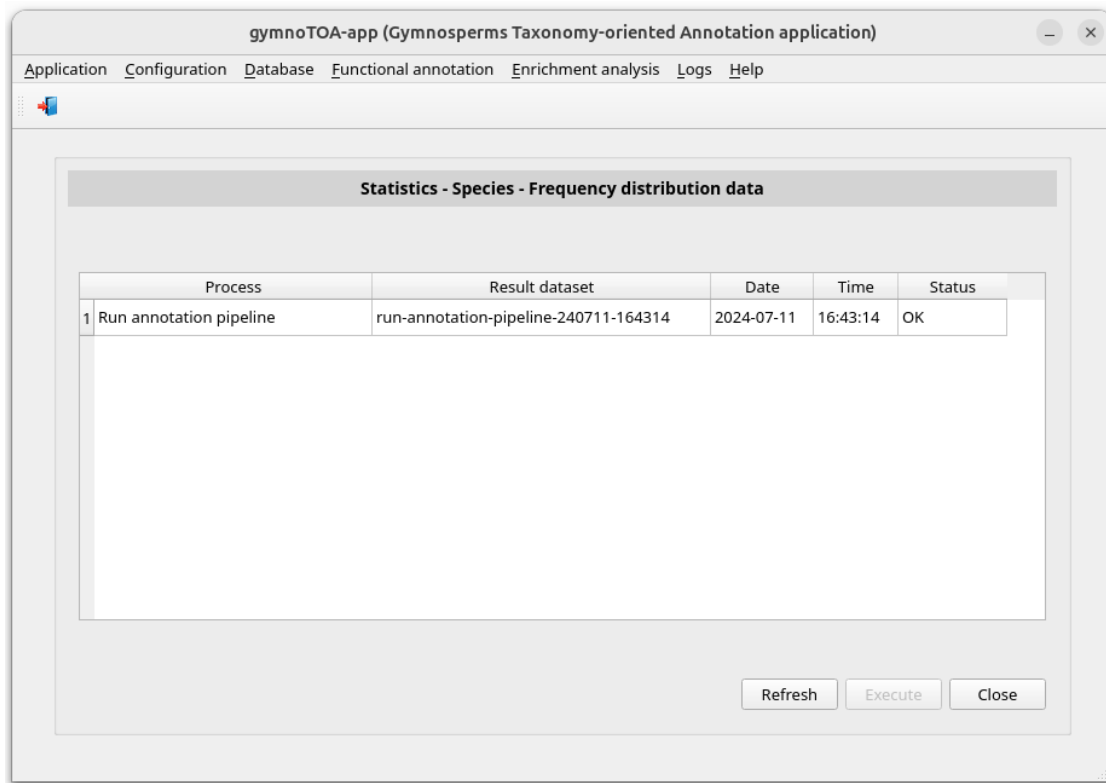 gymnoTOA-app (Gymnosperms Taxonomy-oriented Annotation application)
Application Configuration Database Functional annotation Enrichment analysis Logs Help
Statistics - Species - Frequency distribution data
Process Result dataset Date Time Status
1 Run annotation pipeline run-annotation-pipeline-240711-164314 2024-07-11 16:43:14 OK
Refresh Execute Close